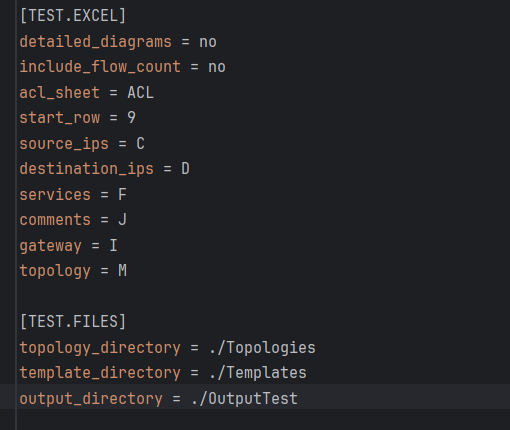 [TEST.EXCEL]
detailed_diagrams = no
include_flow_count = no
acl_sheet = ACL
start_row = 9
source_ips = C
destination_ips = D
services = F
comments = J
gateway = I
topology = M
[TEST.FILES]
topology_directory = ./Topologies
template_directory = ./Templates
output_directory = ./OutputTest